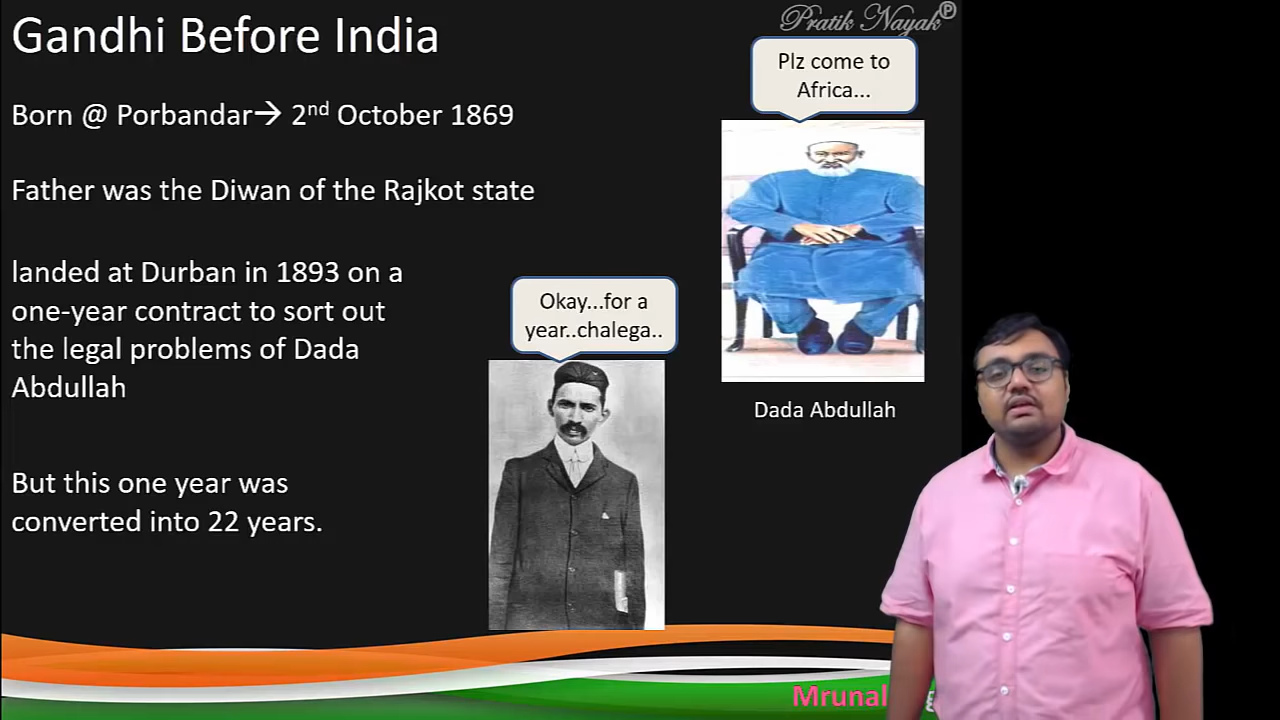 Pratik Nayak
Gandhi Before India
Plz come to
Africa...
Born @ Porbandar→ 2nd October 1869
Father was the Diwan of the Rajkot state
landed at Durban in 1893 on a
one-year contract to sort out
the legal problems of Dada
Abdullah
Okay...for a
year..chalega..
Dada Abdullah
But this one year was
converted into 22 years.
Mrunal